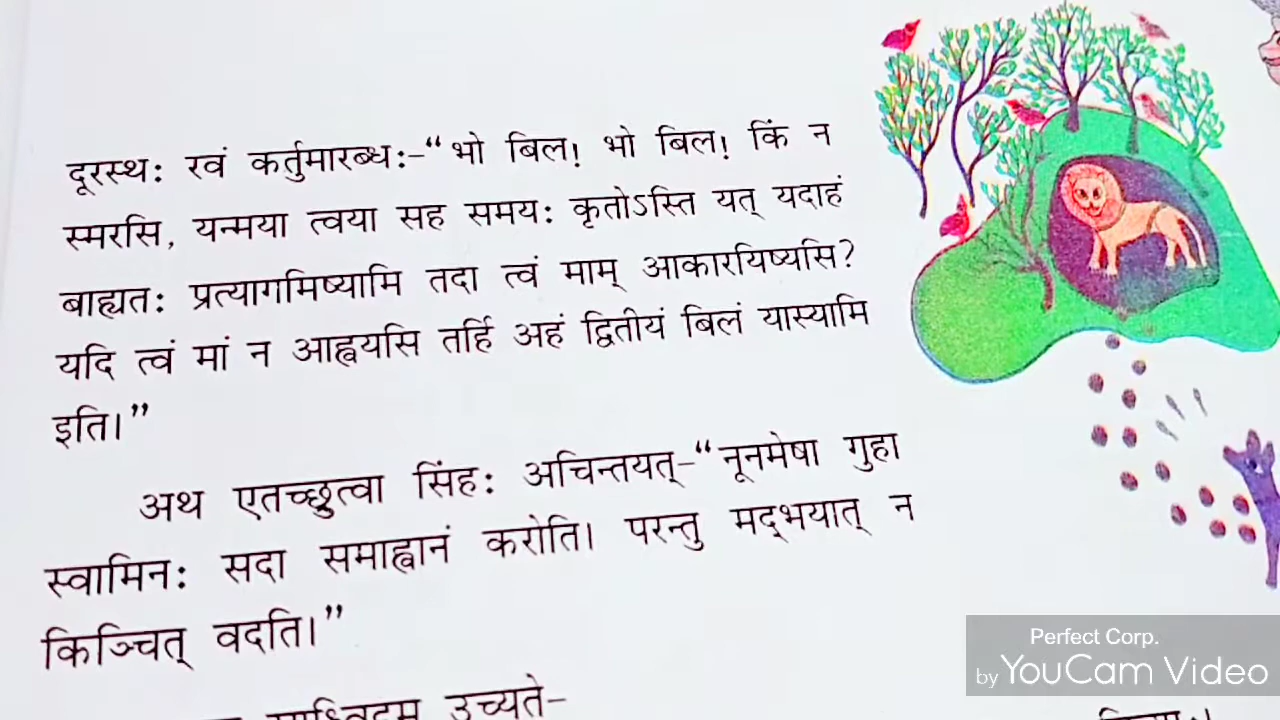 दूरस्थः रवं कर्तुमारब्धः-“भो बिल! भो बिल! किं न
स्मरसि, यन्मया त्वया सह समयः कृतोऽस्ति यत् यदाहं
बाह्यतः प्रत्यागमिष्यामि तदा त्वं माम् आकारयिष्यसि?
यदि त्वं मां न आह्वयसि तर्हि अहं द्वितीयं बिलं यास्यामि
इति।”
अथ एतच्छ्रुत्वा सिंहः अचिन्तयत्-“नूनमेषा गुहा
स्वामिनः सदा समाह्वानं करोति। परन्तु मद्भयात् न
किञ्चित् वदति।”
उच्यते-
Perfect Corp.
by YouCam Video